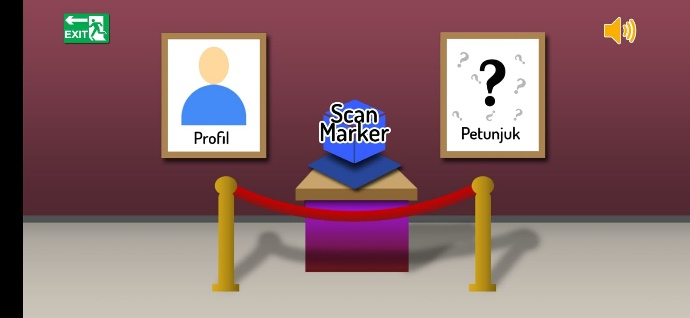 EXIT
Profil
Scan
Marker
?
Petunjuk